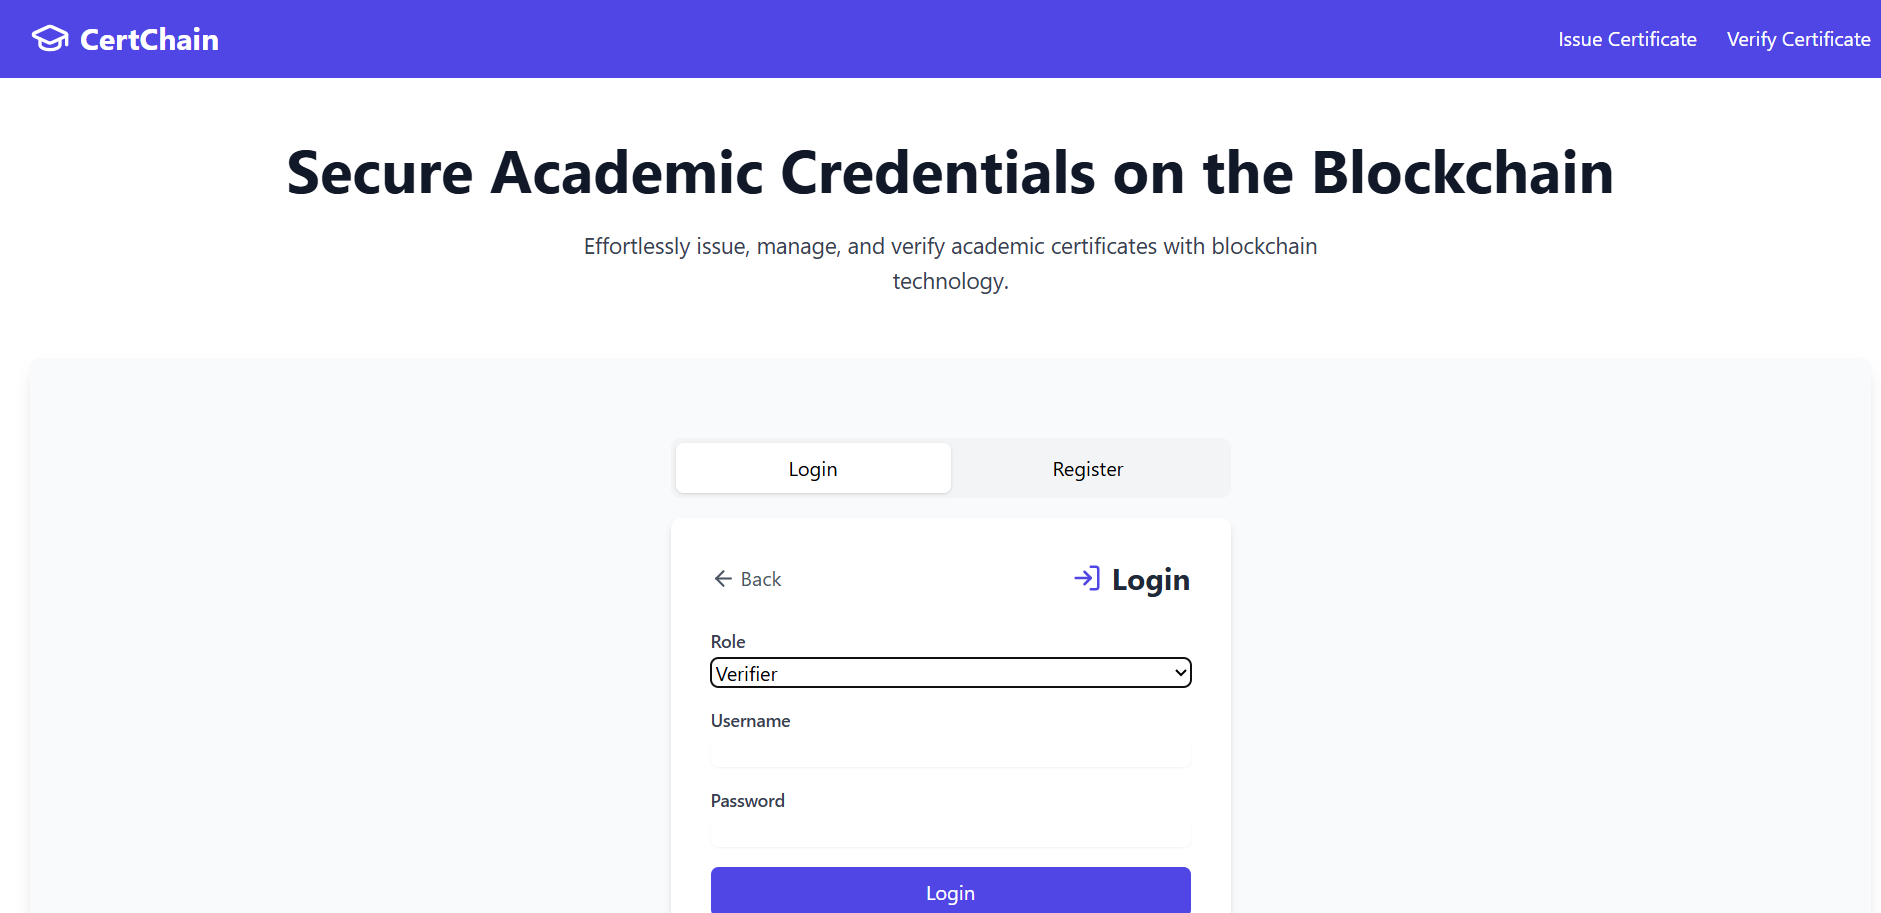 CertChain
Issue Certificate
Verify Certificate
Secure Academic Credentials on the Blockchain
Effortlessly issue, manage, and verify academic certificates with blockchain
technology.
Login
Register
Back
Login
Role
Verifier
Username
Password
Login